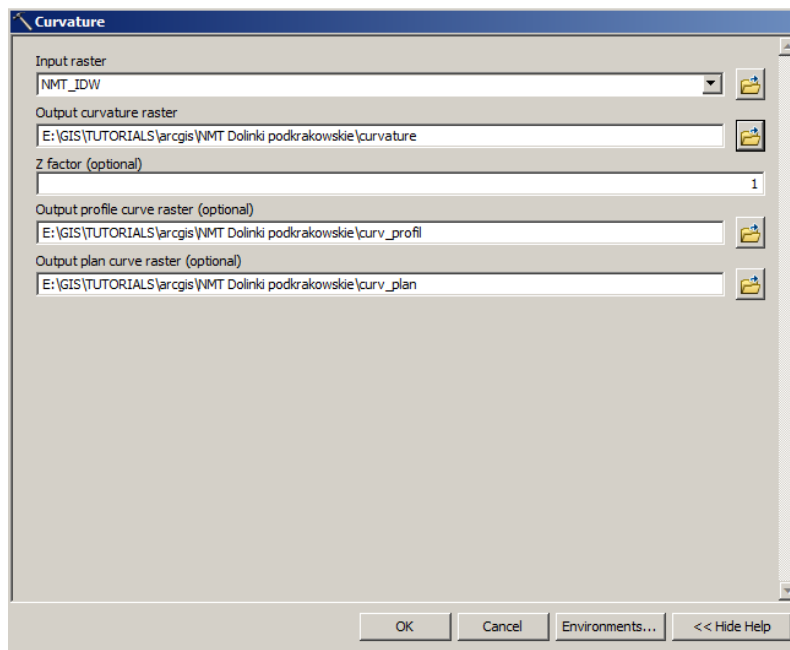 Curvature
Input raster
NMT_IDW
Output curvature raster
E:\GIS\TUTORIALS\arcgis\NMT Dolinki podkrakowskie\curvature
Z factor (optional)
1
Output profile curve raster (optional)
E:\GIS\TUTORIALS\arcgis\NMT Dolinki podkrakowskie\curv_profil
Output plan curve raster (optional)
E:\GIS\TUTORIALS\arcgis\NMT Dolinki podkrakowskie\curv_plan
OK Cancel Environments... << Hide Help